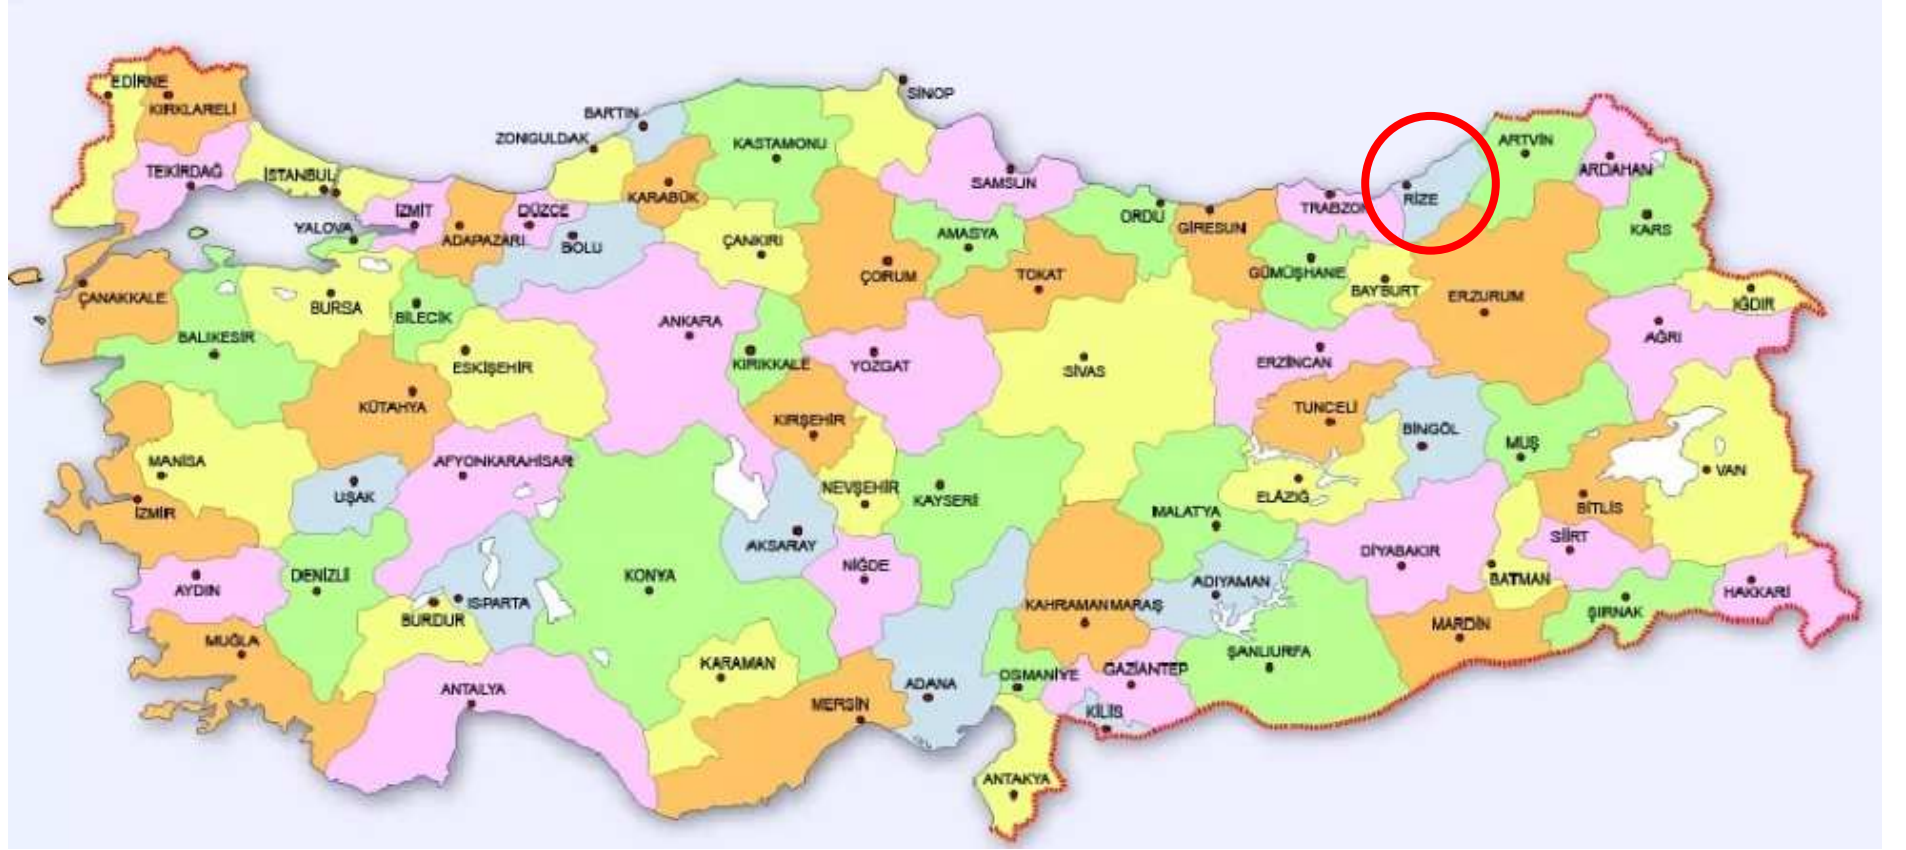 EDİRNE
KIRKLARELİ
TEKİRDAĞ
İSTANBUL
YALOVA
İZMİT
ADAPAZARI
DÜZCE
BOLU
ZONGULDAK
BARTIN
KARABÜK
KASTAMONU
SİNOP
ÇANKIRI
ÇORUM
SAMSUN
AMASYA
TOKAT
ORDU
GİRESUN
TRABZON
RİZE
ARTVİN
ARDAHAN
KARS
GÜMÜŞHANE
BAYBURT
ERZURUM
IĞDIR
AĞRI
ÇANAKKALE
BALIKESİR
BURSA
BİLECİK
ESKİŞEHİR
KÜTAHYA
ANKARA
KIRIKKALE
YOZGAT
KIRŞEHİR
SİVAS
ERZİNCAN
TUNCELİ
BİNGÖL
MUŞ
VAN
BİTLİS
MANİSA
İZMİR
UŞAK
AFYONKARAHİSAR
NEVŞEHİR
KAYSERİ
AKSARAY
NİĞDE
MALATYA
ELAZIĞ
DİYABAKIR
BATMAN
SİİRT
ŞIRNAK
HAKKARİ
AYDIN
DENİZLİ
BURDUR
ISPARTA
KONYA
KARAMAN
MUĞLA
ANTALYA
MERSİN
ADANA
OSMANİYE
KAHRAMAN MARAŞ
ADIYAMAN
GAZİANTEP
KİLİS
ŞANLIURFA
MARDİN
ANTAKYA